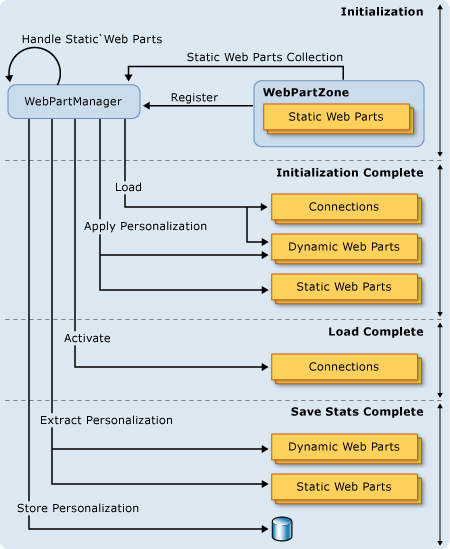 Initialization
Handle Static`Web Parts
Static Web Parts Collection
WebPartManager
Register
WebPartZone
Static Web Parts
Initialization Complete
Load
Connections
Apply Personalization
Dynamic Web Parts
Static Web Parts
Load Complete
Activate
Connections
Save Stats Complete
Extract Personalization
Dynamic Web Parts
Static Web Parts
Store Personalization